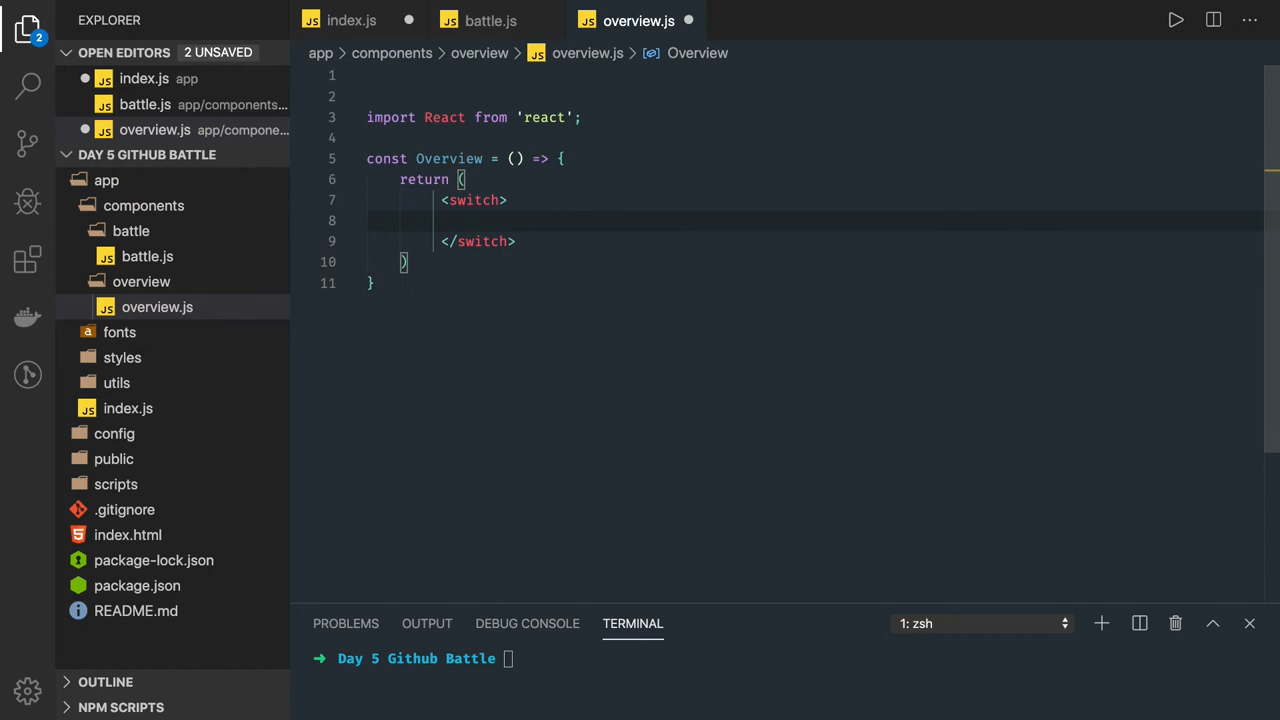 EXPLORER
index.js
battle.js
overview.js
OPEN EDITORS 2 UNSAVED
app > components > overview > JS overview.js > Overview
JS index.js app
JS battle.js app/components...
JS overview.js app/compone...
2
DAY 5 GITHUB BATTLE
app
components
battle
JS battle.js
overview
JS overview.js
a fonts
styles
utils
JS index.js
config
public
scripts
.gitignore
index.html
package-lock.json
package.json
README.md
OUTLINE
NPM SCRIPTS
1
2
3 import React from 'react';
4
5 const Overview = () => {
6 return (
7 <switch>
8
9 </switch>
10 )
11 }
PROBLEMS OUTPUT DEBUG CONSOLE TERMINAL 1: zsh
➜ Day 5 Github Battle